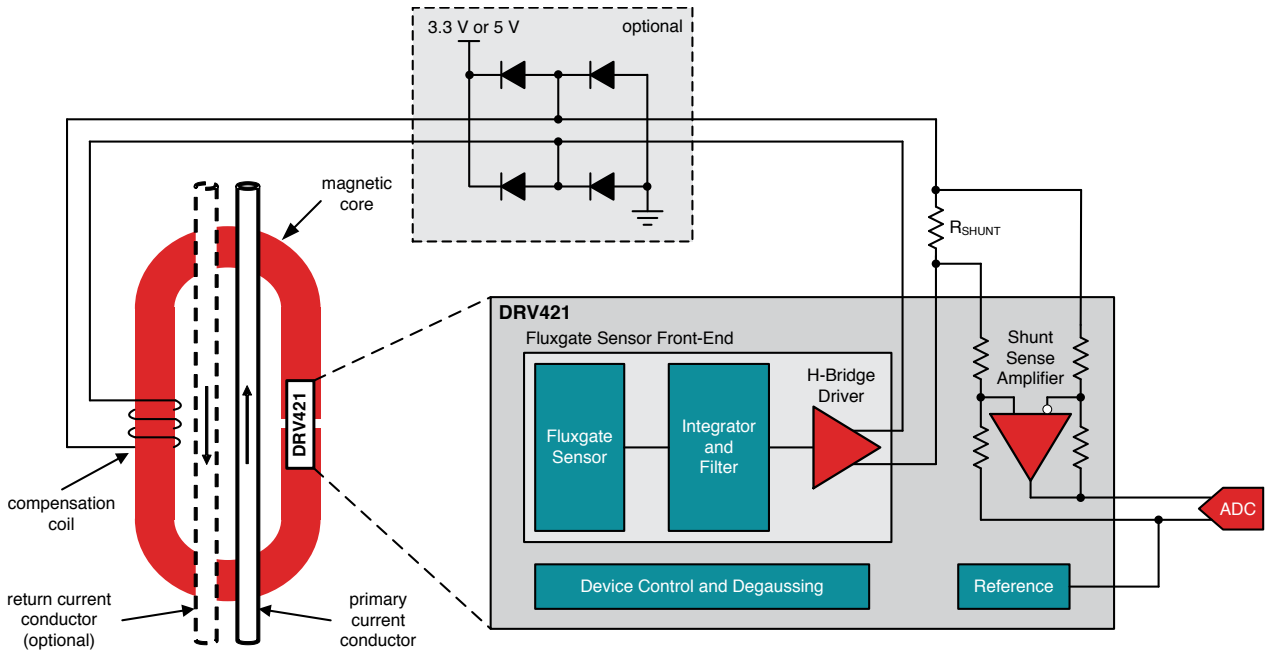 3.3 V or 5 V
optional
magnetic
core
R_SHUNT
DRV421
Fluxgate Sensor Front-End
Shunt
Sense
Amplifier
H-Bridge
Driver
DRV421
Fluxgate
Sensor
Integrator
and
Filter
compensation
coil
ADC
Device Control and Degaussing
Reference
return current
conductor
(optional)
primary
current
conductor